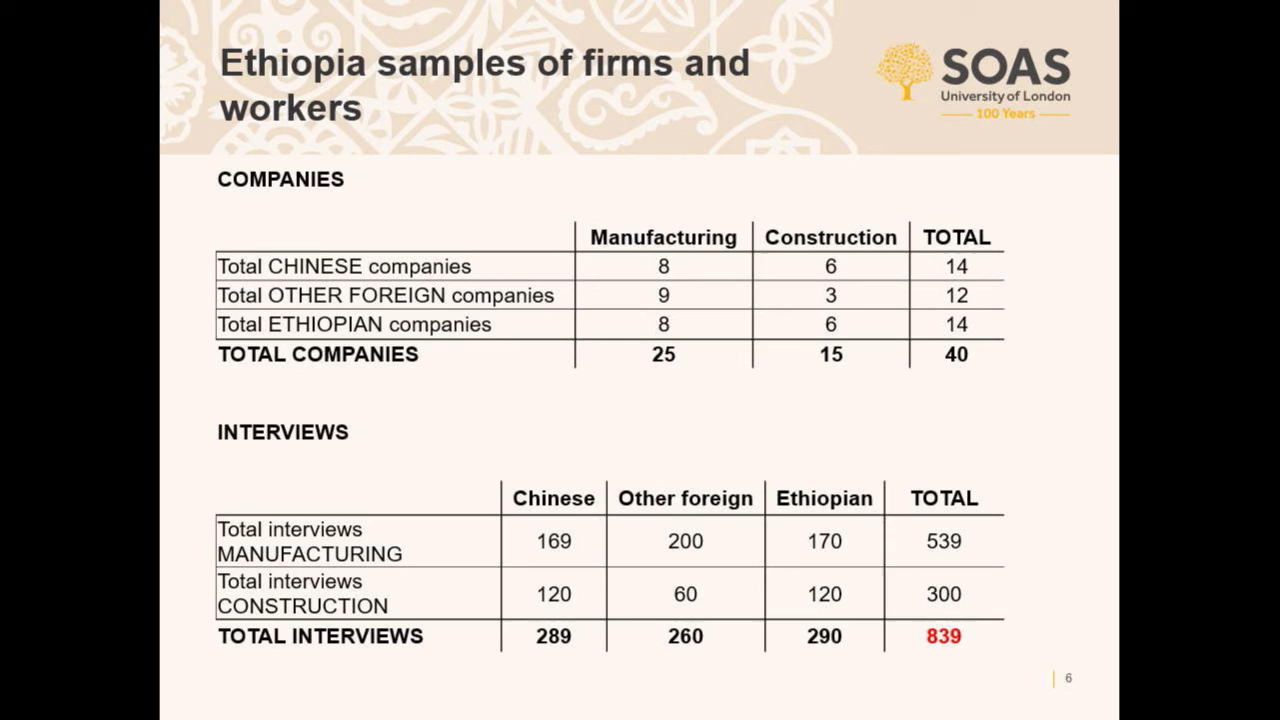 Ethiopia samples of firms and
workers
SOAS
University of London
100 Years
COMPANIES
Manufacturing Construction TOTAL
Total CHINESE companies 8 6 14
Total OTHER FOREIGN companies 9 3 12
Total ETHIOPIAN companies 8 6 14
TOTAL COMPANIES 25 15 40
INTERVIEWS
Chinese Other foreign Ethiopian TOTAL
Total interviews
MANUFACTURING 169 200 170 539
Total interviews
CONSTRUCTION 120 60 120 300
TOTAL INTERVIEWS 289 260 290 839
6